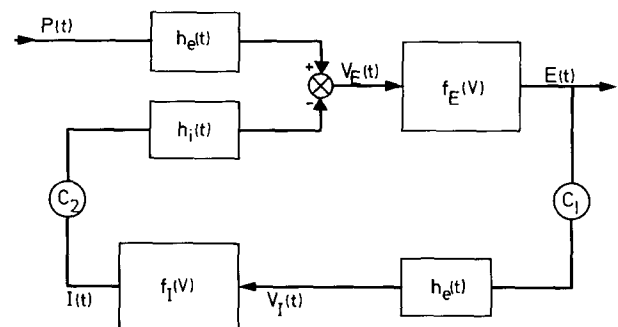 P(t)
h_e(t)
+
V_E(t)
f_E(V)
E(t)
-
h_i(t)
C_2
C_1
I(t)
f_I(V)
V_I(t)
h_e(t)